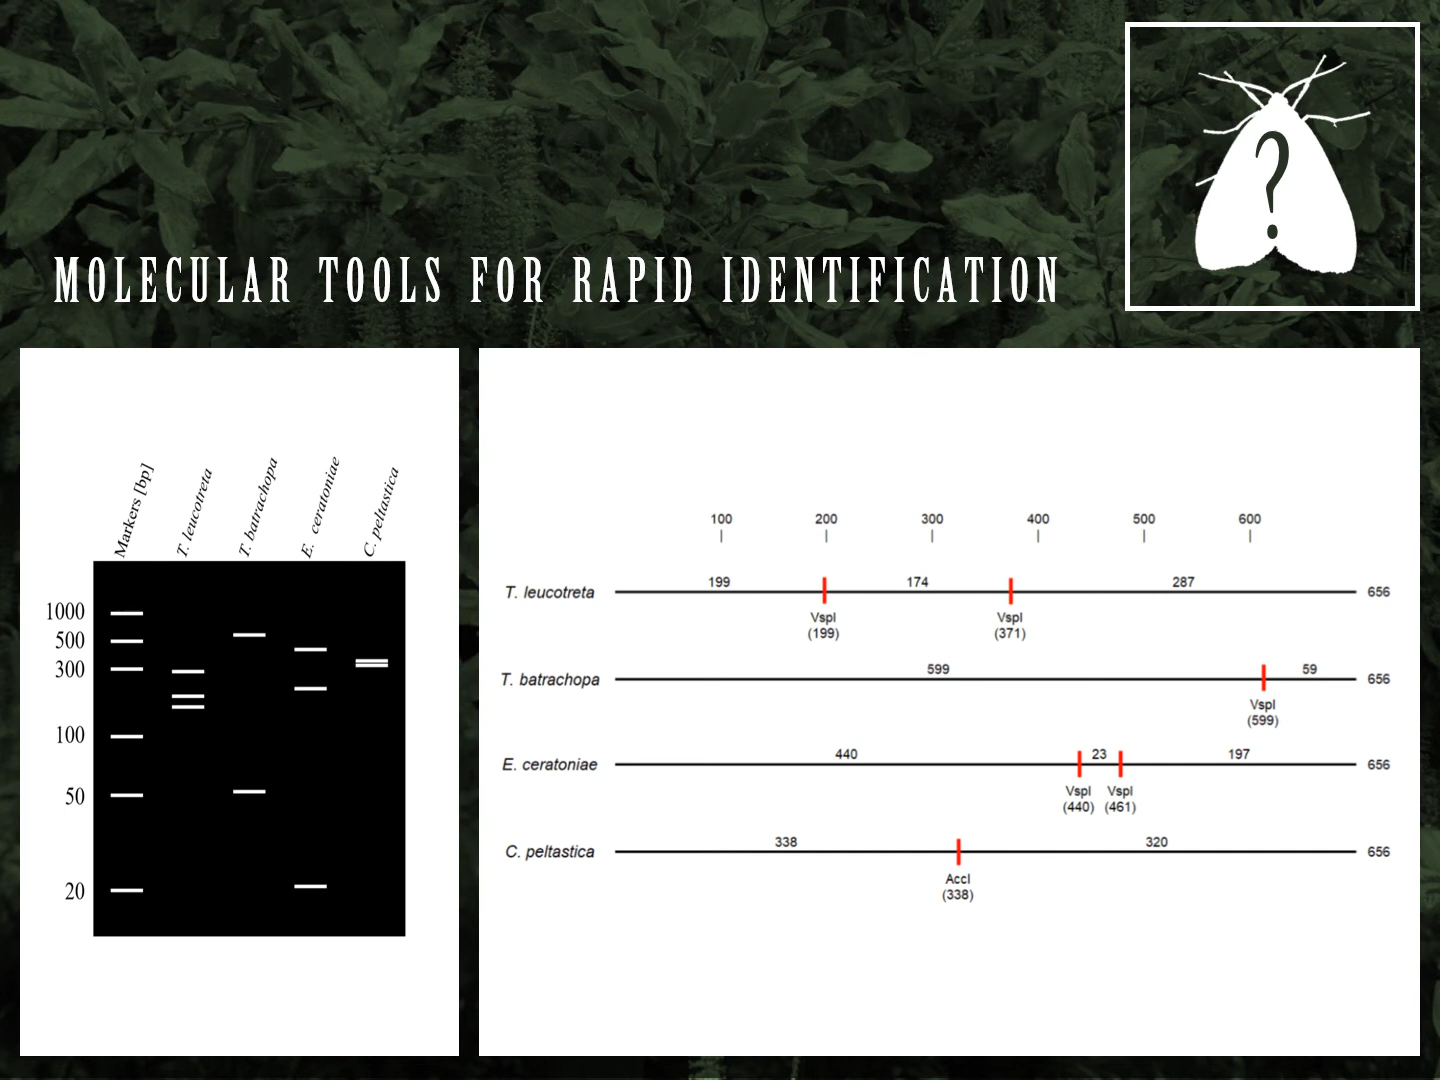 ?
MOLECULAR TOOLS FOR RAPID IDENTIFICATION
Markers [bp]
T. leucotreta
T. batrachopa
E. ceratoniae
C. peltastica
1000
500
300
100
50
20
100 200 300 400 500 600
199 174 287
T. leucotreta 656
VspI VspI
(199) (371)
599 59
T. batrachopa 656
VspI
(599)
440 23 197
E. ceratoniae 656
VspI VspI
(440) (461)
338 320
C. peltastica 656
AccI
(338)